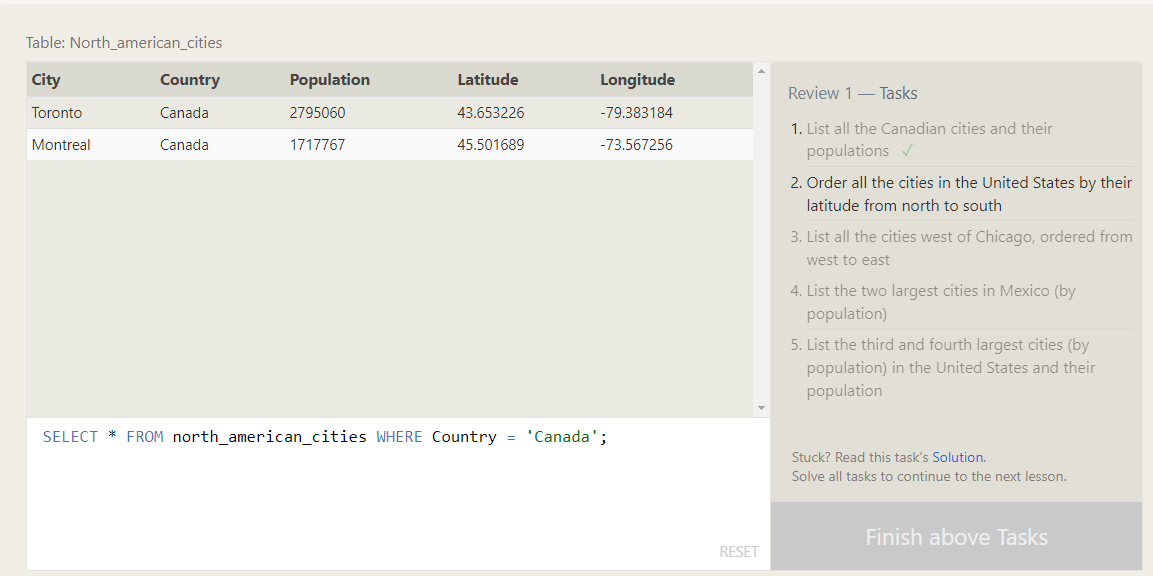 Table: North_american_cities
City Country Population Latitude Longitude
Toronto Canada 2795060 43.653226 -79.383184
Montreal Canada 1717767 45.501689 -73.567256
SELECT * FROM north_american_cities WHERE Country = 'Canada';
RESET
Review 1 — Tasks
1. List all the Canadian cities and their
populations ✓
2. Order all the cities in the United States by their
latitude from north to south
3. List all the cities west of Chicago, ordered from
west to east
4. List the two largest cities in Mexico (by
population)
5. List the third and fourth largest cities (by
population) in the United States and their
population
Stuck? Read this task's Solution.
Solve all tasks to continue to the next lesson.
Finish above Tasks